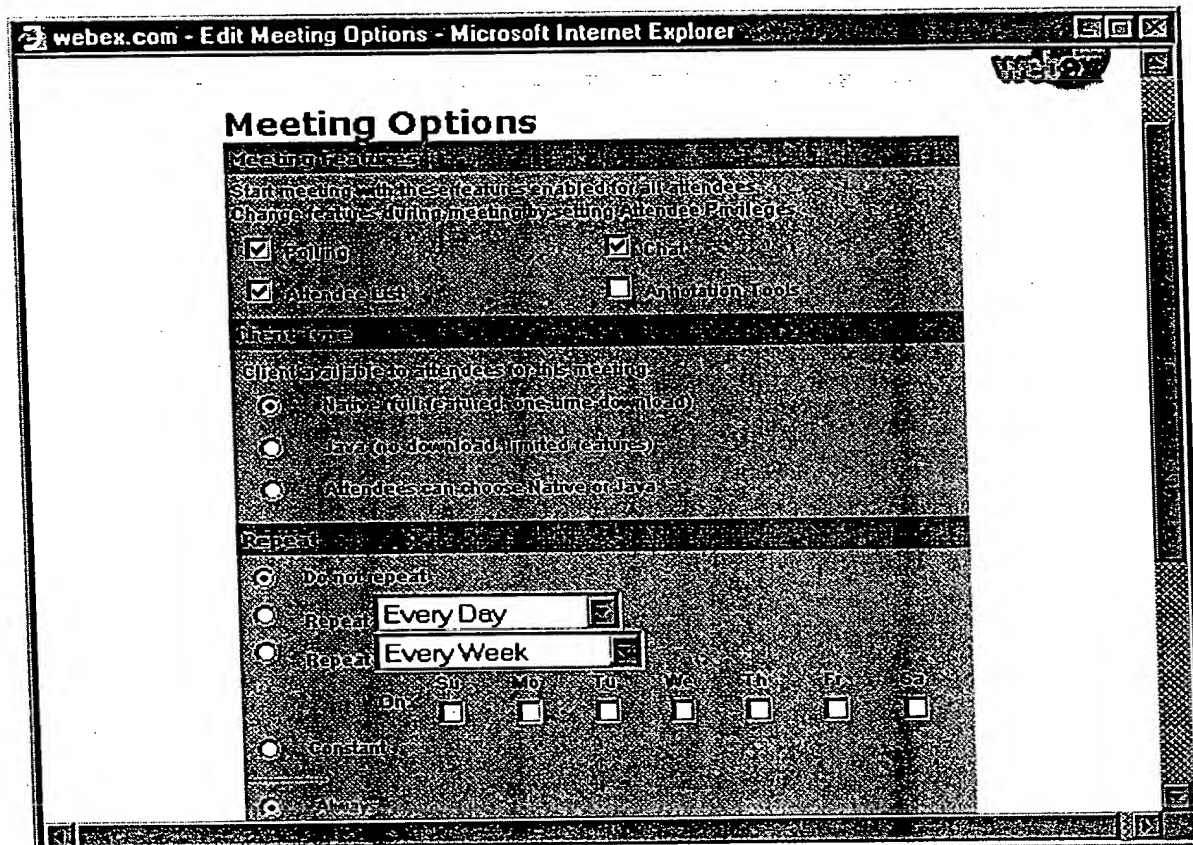 webex.com - Edit Meeting Options - Microsoft Internet Explorer
WebEx
Meeting Options
Meeting Features
Start meeting with these features enabled for all attendees.
Change features during meeting by setting Attendee Privileges
Polling Chat
Attendee List Annotation Tools
Client Type
Client available to attendees for this meeting
Native (full featured, one-time download)
Java (no download, limited features)
Attendees can choose Native or Java
Repeat
Do not repeat
Repeat Every Day
Repeat Every Week
Su Mo Tu We Th Fr Sa
On:
Constant
Always